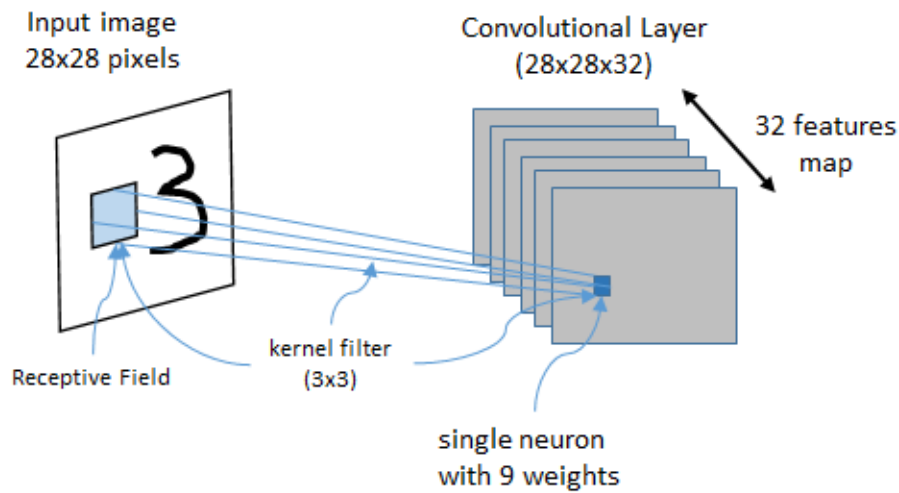 Input image
28x28 pixels
Convolutional Layer
(28x28x32)
32 features
map
3
kernel filter
(3x3)
Receptive Field
single neuron
with 9 weights